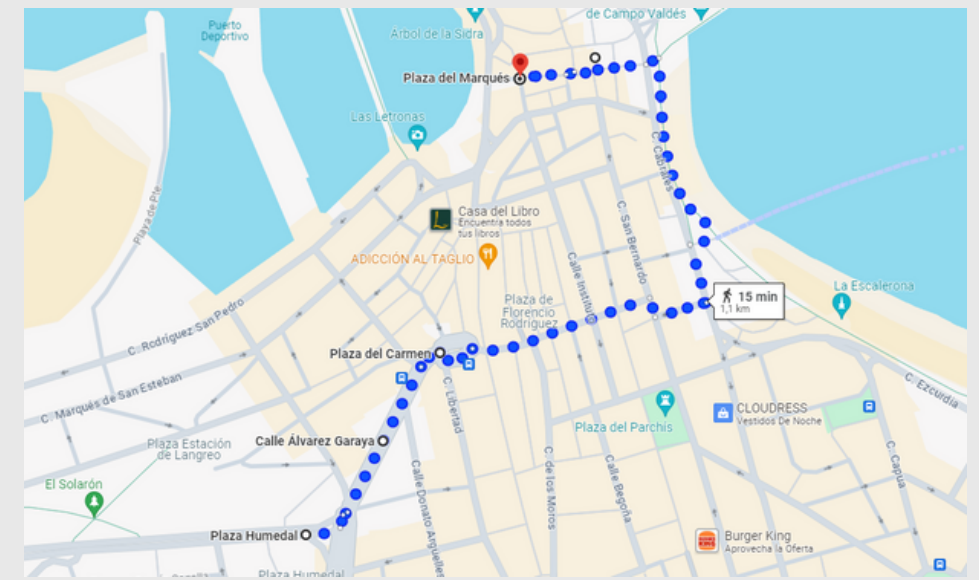 de Campo Valdés
Puerto
Deportivo
Árbol de la Sidra
Plaza del Marqués
Las Letronas
C. Cabrales
Playa de Pte.
Casa del Libro
Encuentra todos
tus libros
C. San Bernardo
ADICCIÓN AL TAGLIO
Calle Instituto
La Escalerona
15 min
1,1 km
Plaza de
Florencio
Rodríguez
C. Rodríguez San Pedro
Plaza del Carmen
C. Marqués de San Esteban
C. Libertad
C. Ezcurdia
CLOUDRESS
Vestidos De Noche
Plaza del Parchis
Calle Álvarez Garaya
Plaza Estación
de Langreo
C. Capua
C. de los Moros
Calle Begoña
Calle Donato Argüelles
El Solarón
Plaza Humedal
Burger King
Aprovecha la Oferta
Plaza Humedal